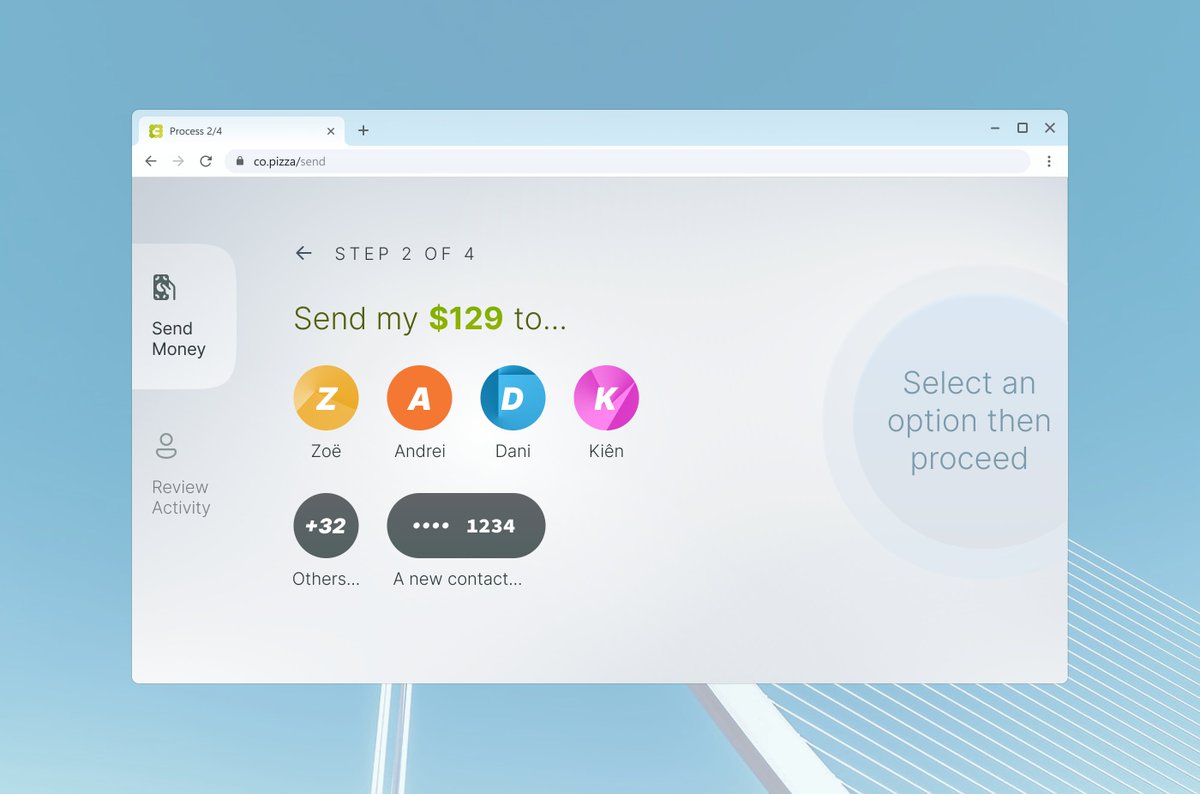 Process 2/4
co.pizza/send
STEP 2 OF 4
Send
Money
Send my $129 to...
Z A D K
Zoë Andrei Dani Kiên
Review
Activity
+32 •••• 1234
Others... A new contact...
Select an
option then
proceed